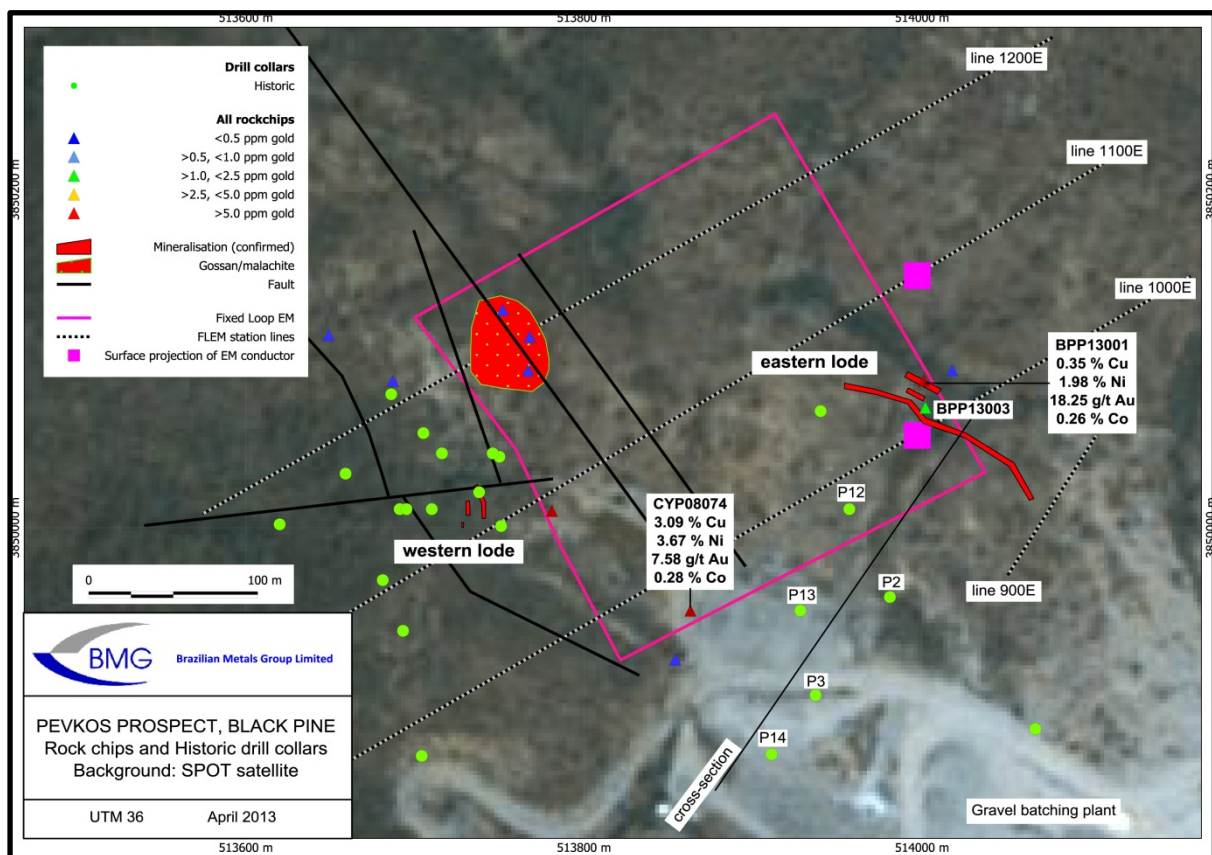 513600 m
513800 m
514000 m
3850200 m
3850000 m
3850200 m
3850000 m
Drill collars
Historic
All rockchips
<0.5 ppm gold
>0.5, <1.0 ppm gold
>1.0, <2.5 ppm gold
>2.5, <5.0 ppm gold
>5.0 ppm gold
Mineralisation (confirmed)
Gossan/malachite
Fault
Fixed Loop EM
FLEM station lines
Surface projection of EM conductor
line 1200E
line 1100E
line 1000E
line 900E
eastern lode
BPP13001
0.35 % Cu
1.98 % Ni
18.25 g/t Au
0.26 % Co
BPP13003
western lode
CYP08074
3.09 % Cu
3.67 % Ni
7.58 g/t Au
0.28 % Co
P12
P2
P13
P3
P14
cross-section
Gravel batching plant
0
100 m
BMG
Brazilian Metals Group Limited
PEVKOS PROSPECT, BLACK PINE
Rock chips and Historic drill collars
Background: SPOT satellite
UTM 36 April 2013
513600 m
513800 m
514000 m